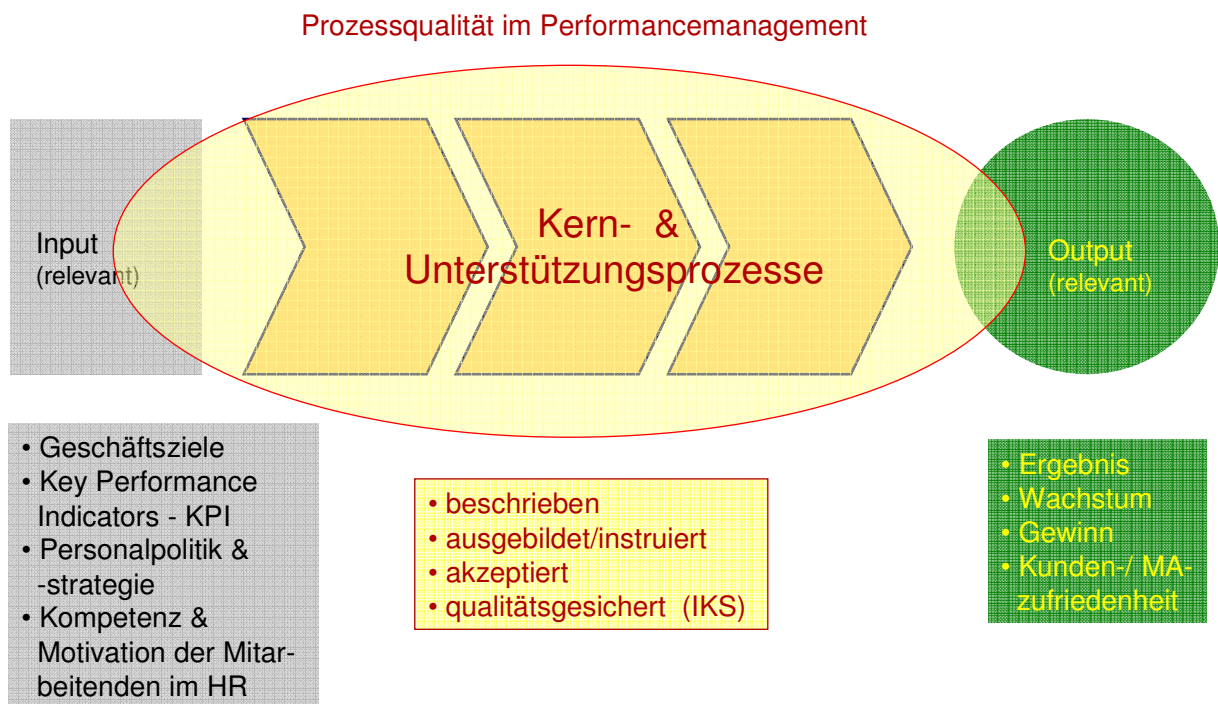 Prozessqualität im Performancemanagement
Input
(relevant)
Kern- &
Unterstützungsprozesse
Output
(relevant)
• Geschäftsziele
• Key Performance
Indicators - KPI
• Personalpolitik &
-strategie
• Kompetenz &
Motivation der Mitar-
beitenden im HR
• beschrieben
• ausgebildet/instruiert
• akzeptiert
• qualitätsgesichert (IKS)
• Ergebnis
• Wachstum
• Gewinn
• Kunden-/ MA-
zufriedenheit